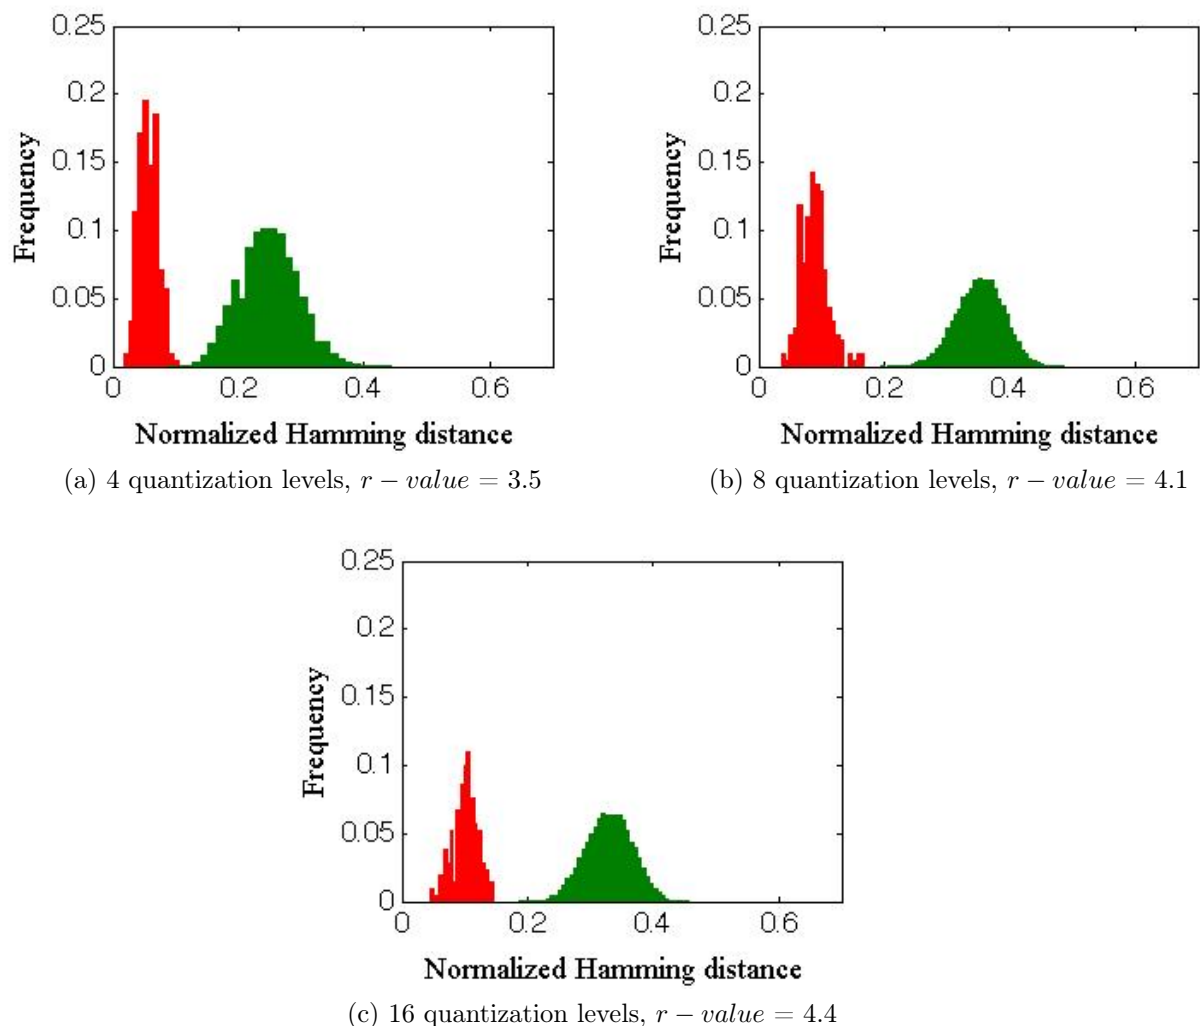 0.25
0.2
0.15
0.1
0.05
0
0 0.2 0.4 0.6
Frequency
Normalized Hamming distance
(a) 4 quantization levels, r − value = 3.5
0.25
0.2
0.15
0.1
0.05
0
0 0.2 0.4 0.6
Frequency
Normalized Hamming distance
(b) 8 quantization levels, r − value = 4.1
0.25
0.2
0.15
0.1
0.05
0
0 0.2 0.4 0.6
Frequency
Normalized Hamming distance
(c) 16 quantization levels, r − value = 4.4